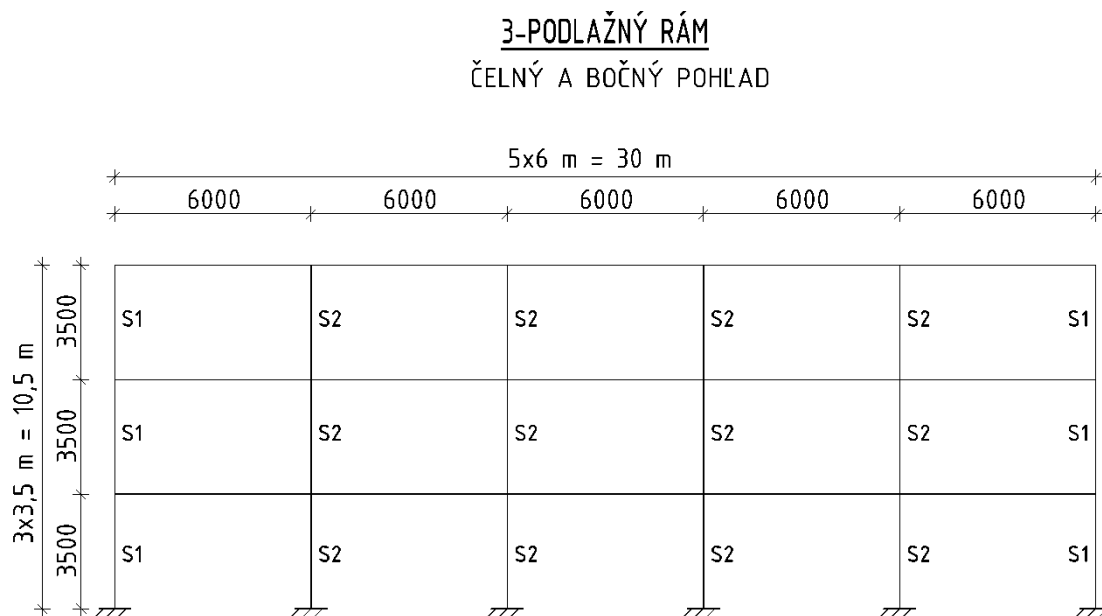 3-PODLAŽNÝ RÁM
ČELNÝ A BOČNÝ POHĽAD
5x6 m = 30 m
6000 6000 6000 6000 6000
3x3,5 m = 10,5 m
3500
S1 S2 S2 S2 S2 S1
3500
S1 S2 S2 S2 S2 S1
3500
S1 S2 S2 S2 S2 S1